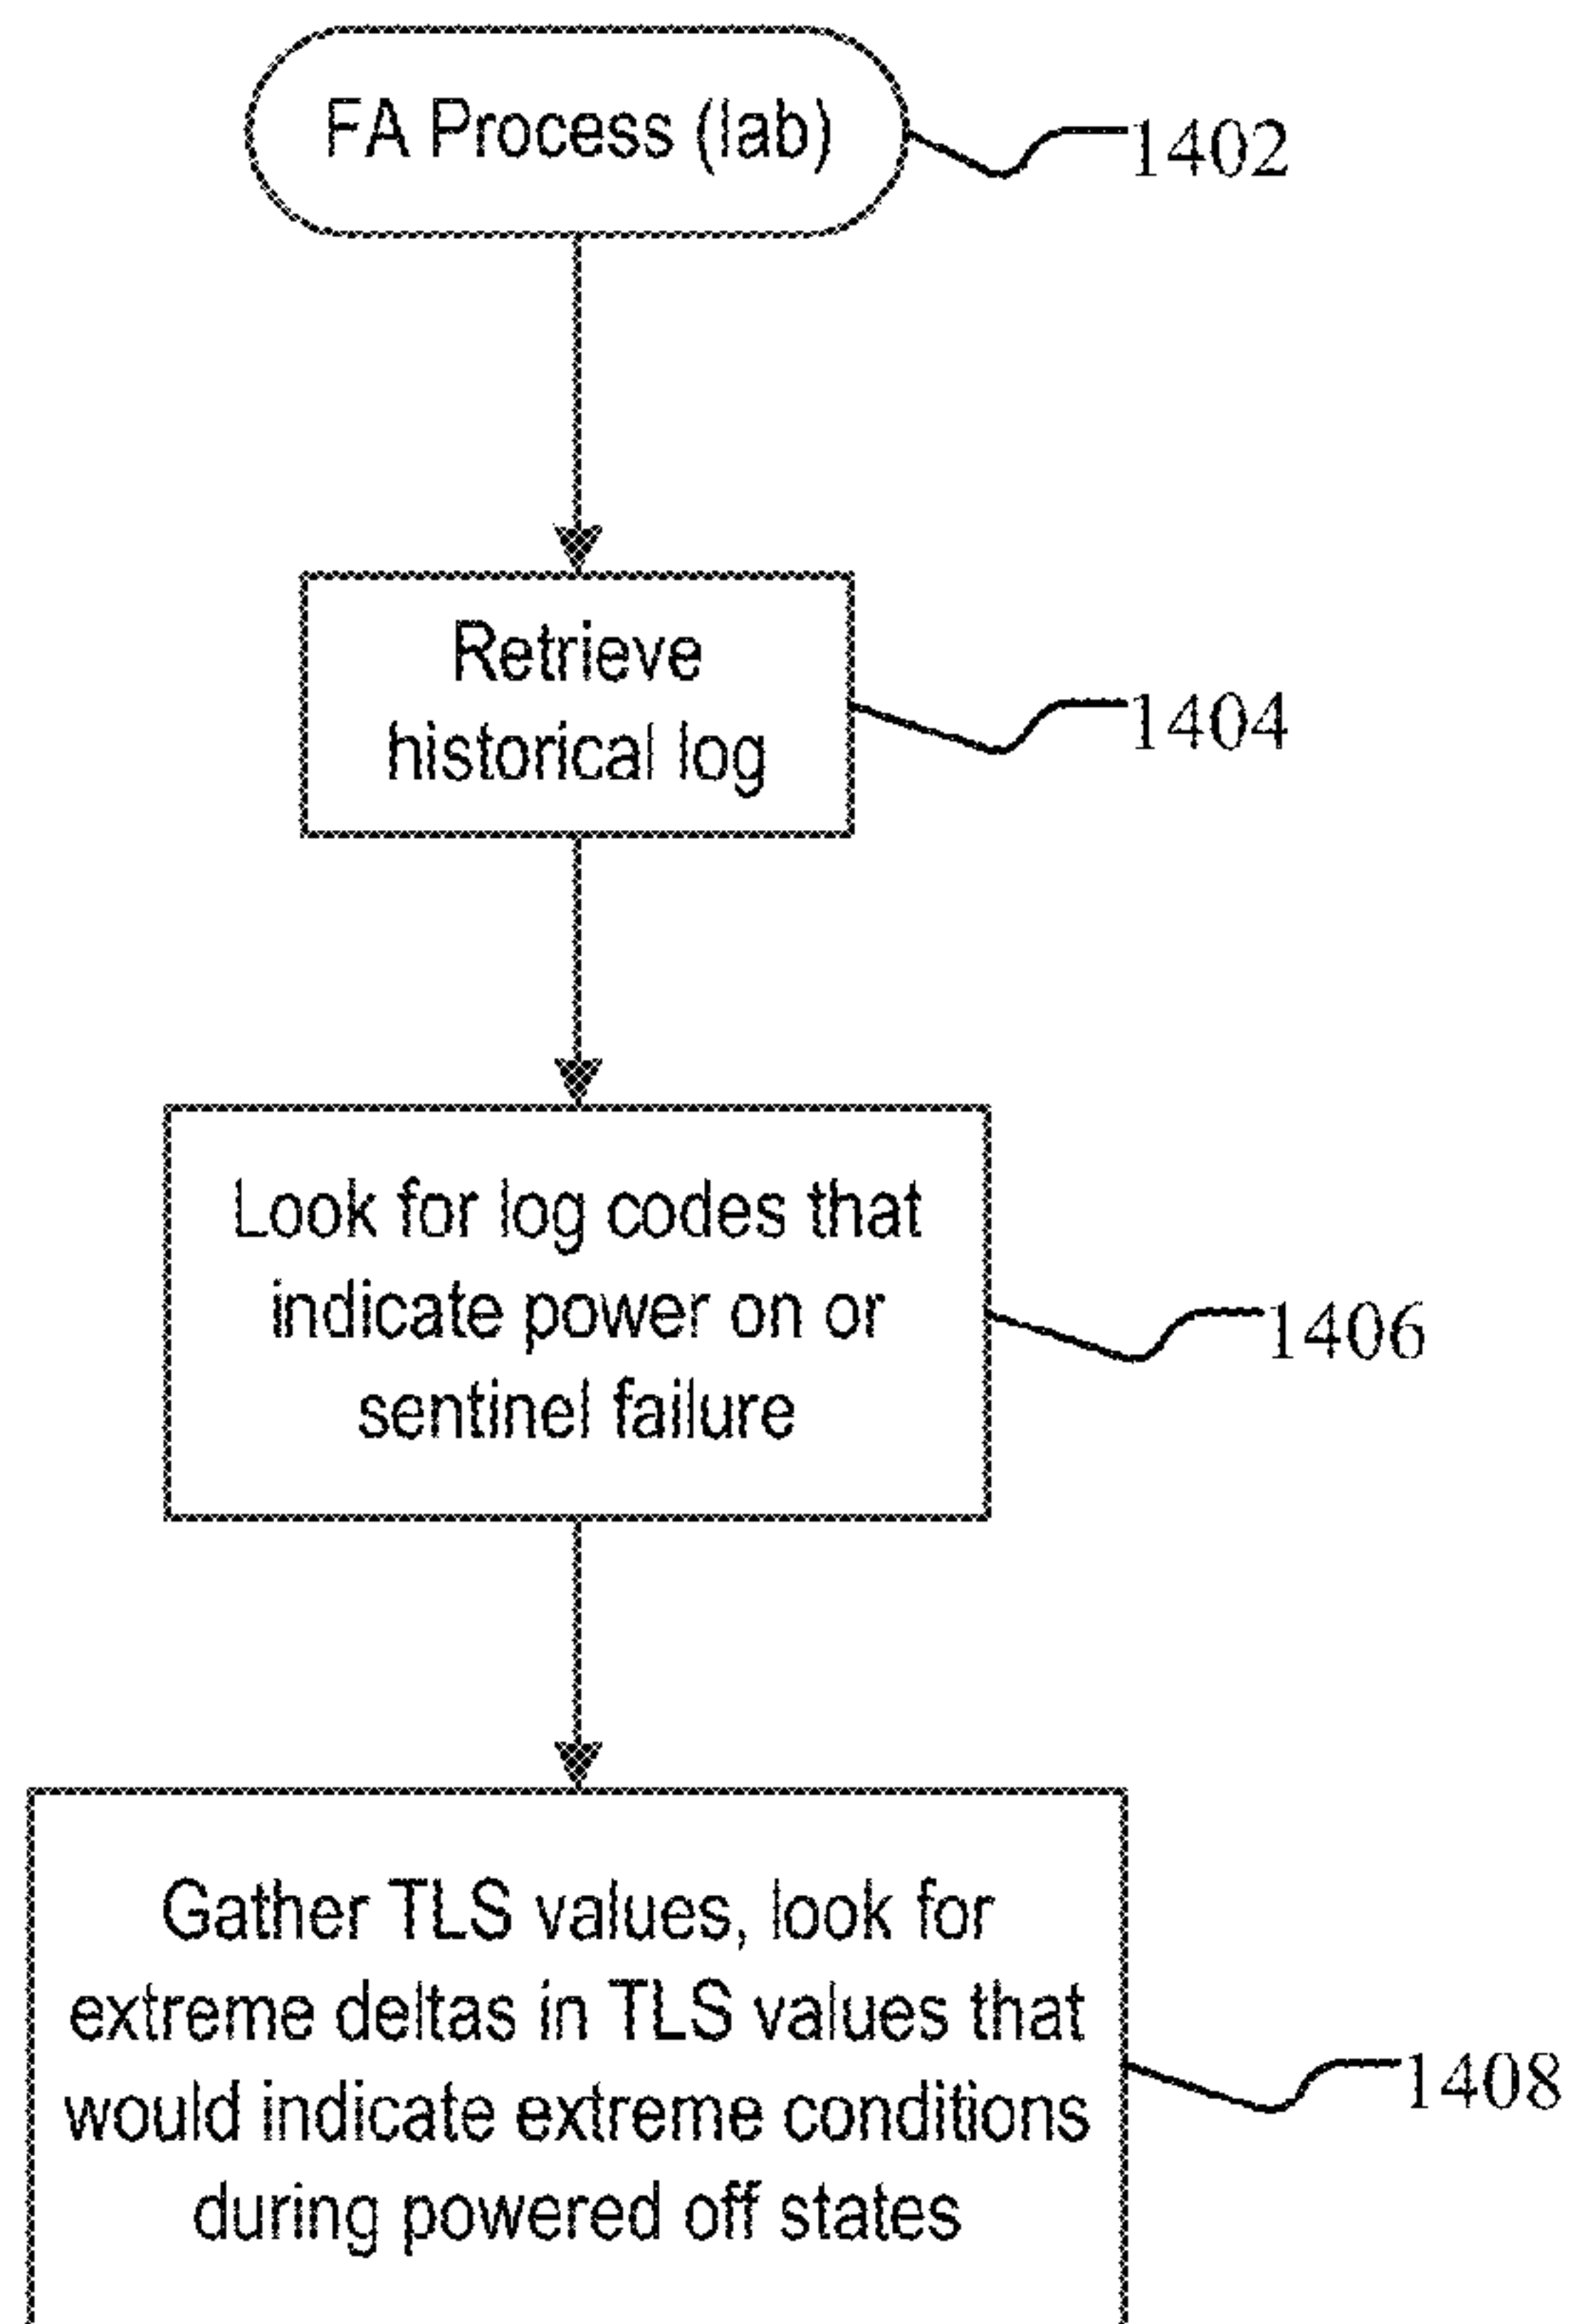 FA Process (lab)
1402
Retrieve
historical log
1404
Look for log codes that
indicate power on or
sentinel failure
1406
Gather TLS values, look for
extreme deltas in TLS values that
would indicate extreme conditions
during powered off states
1408